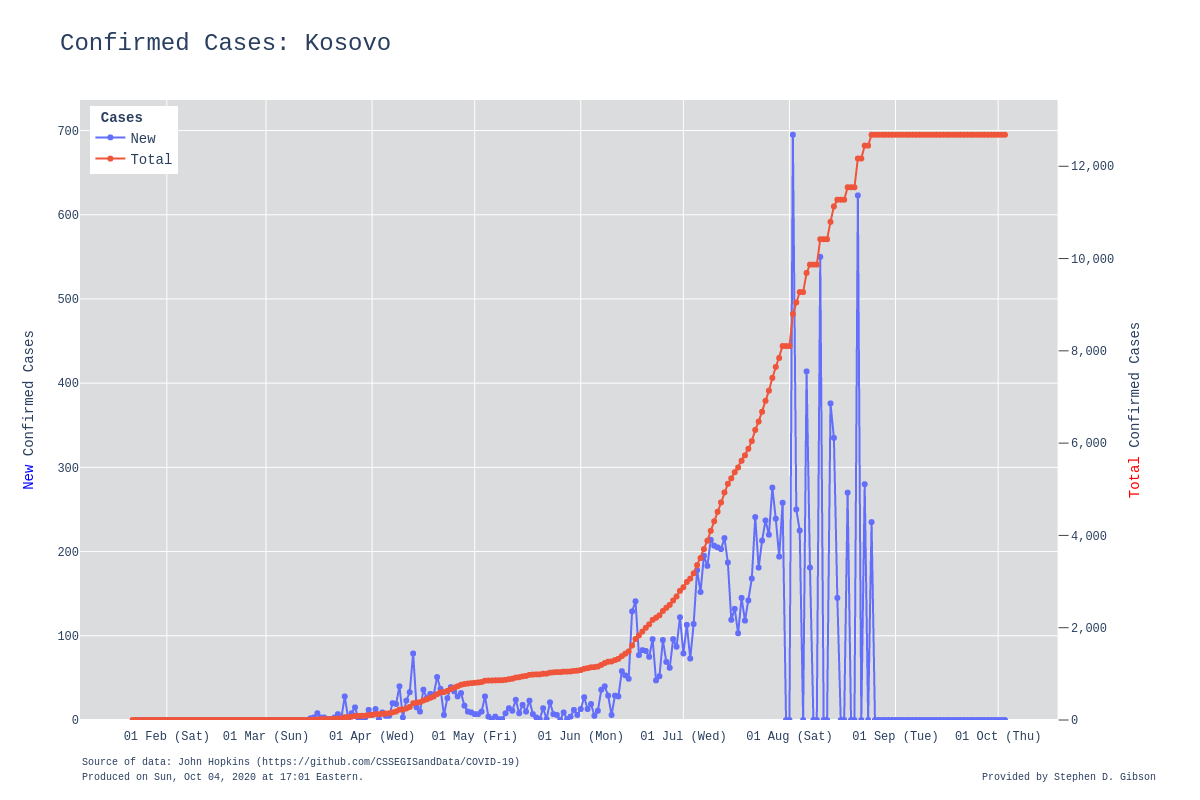 Confirmed Cases: Kosovo
Cases
New
Total
700
600
500
400
300
200
100
0
12,000
10,000
8,000
6,000
4,000
2,000
0
New Confirmed Cases
Total Confirmed Cases
01 Feb (Sat) 01 Mar (Sun) 01 Apr (Wed) 01 May (Fri) 01 Jun (Mon) 01 Jul (Wed) 01 Aug (Sat) 01 Sep (Tue) 01 Oct (Thu)
Source of data: John Hopkins (https://github.com/CSSEGISandData/COVID-19)
Produced on Sun, Oct 04, 2020 at 17:01 Eastern.
Provided by Stephen D. Gibson